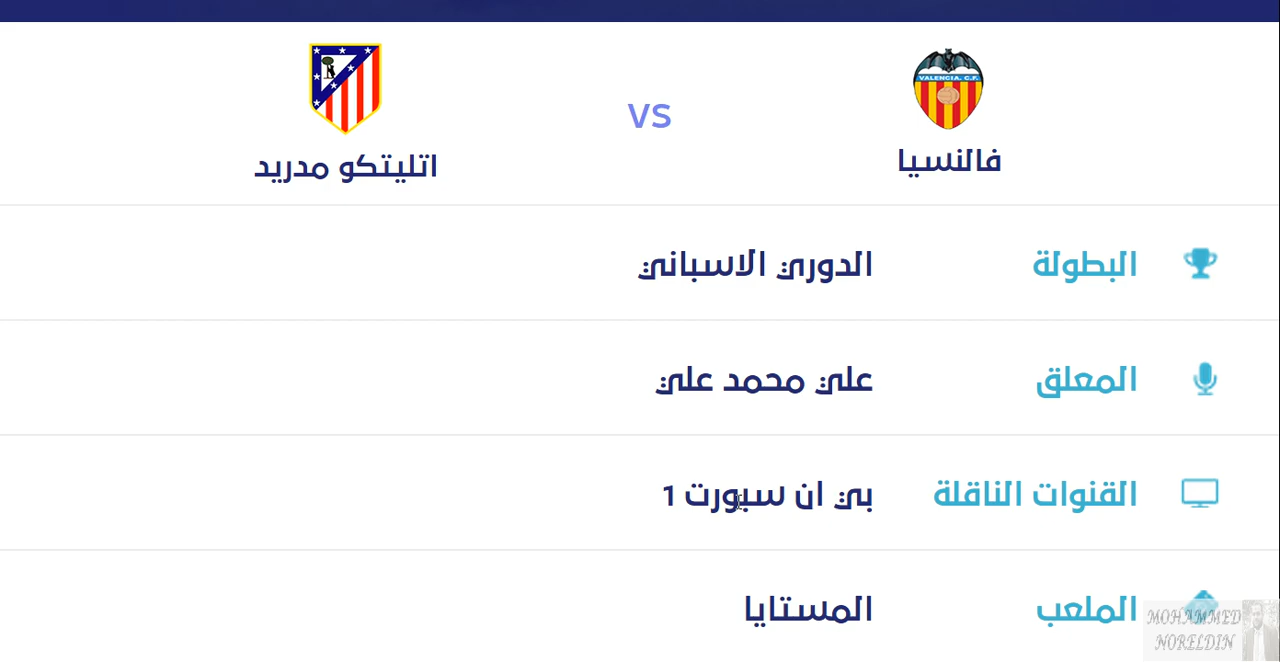 VALENCIA. C.F.
فالنسيا
VS
اتليتكو مدريد
البطولة الدوري الاسباني
المعلق علي محمد علي
القنوات الناقلة بي ان سبورت 1
الملعب المستايا
MOHAMMED
NORELDIN